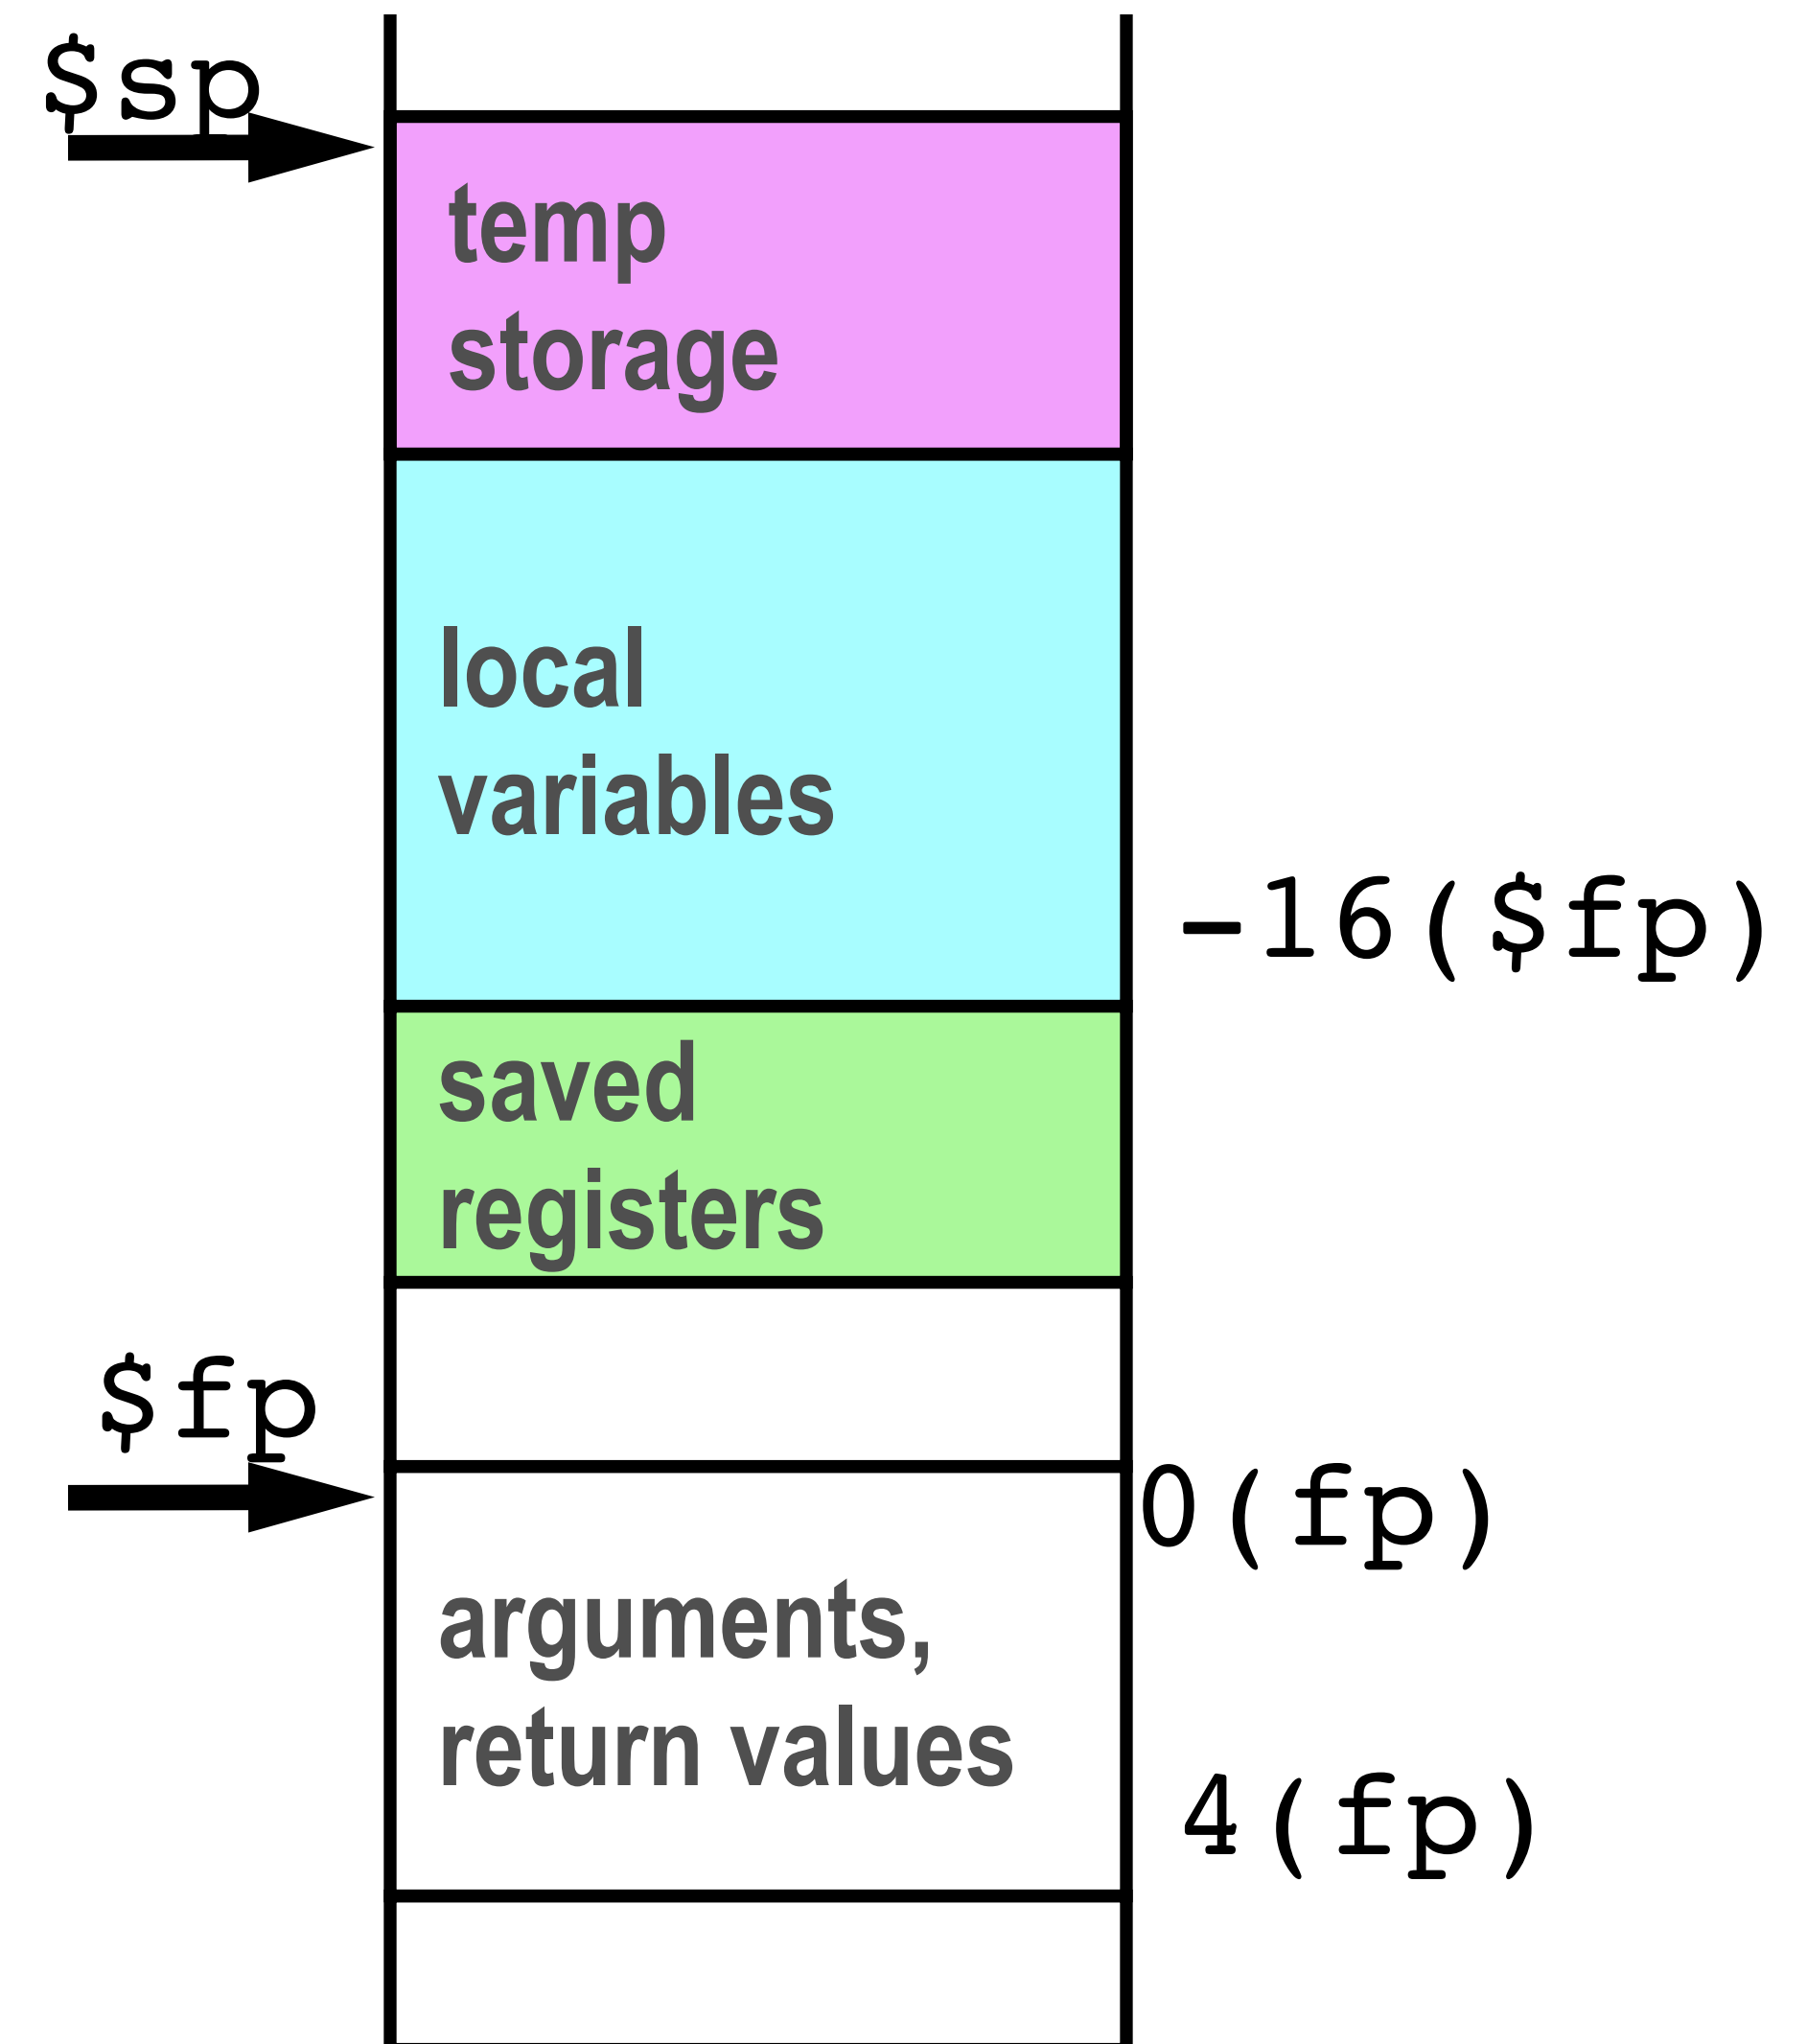 $sp
temp
storage
local
variables
-16($fp)
saved
registers
$fp
0(fp)
arguments,
return values
4(fp)